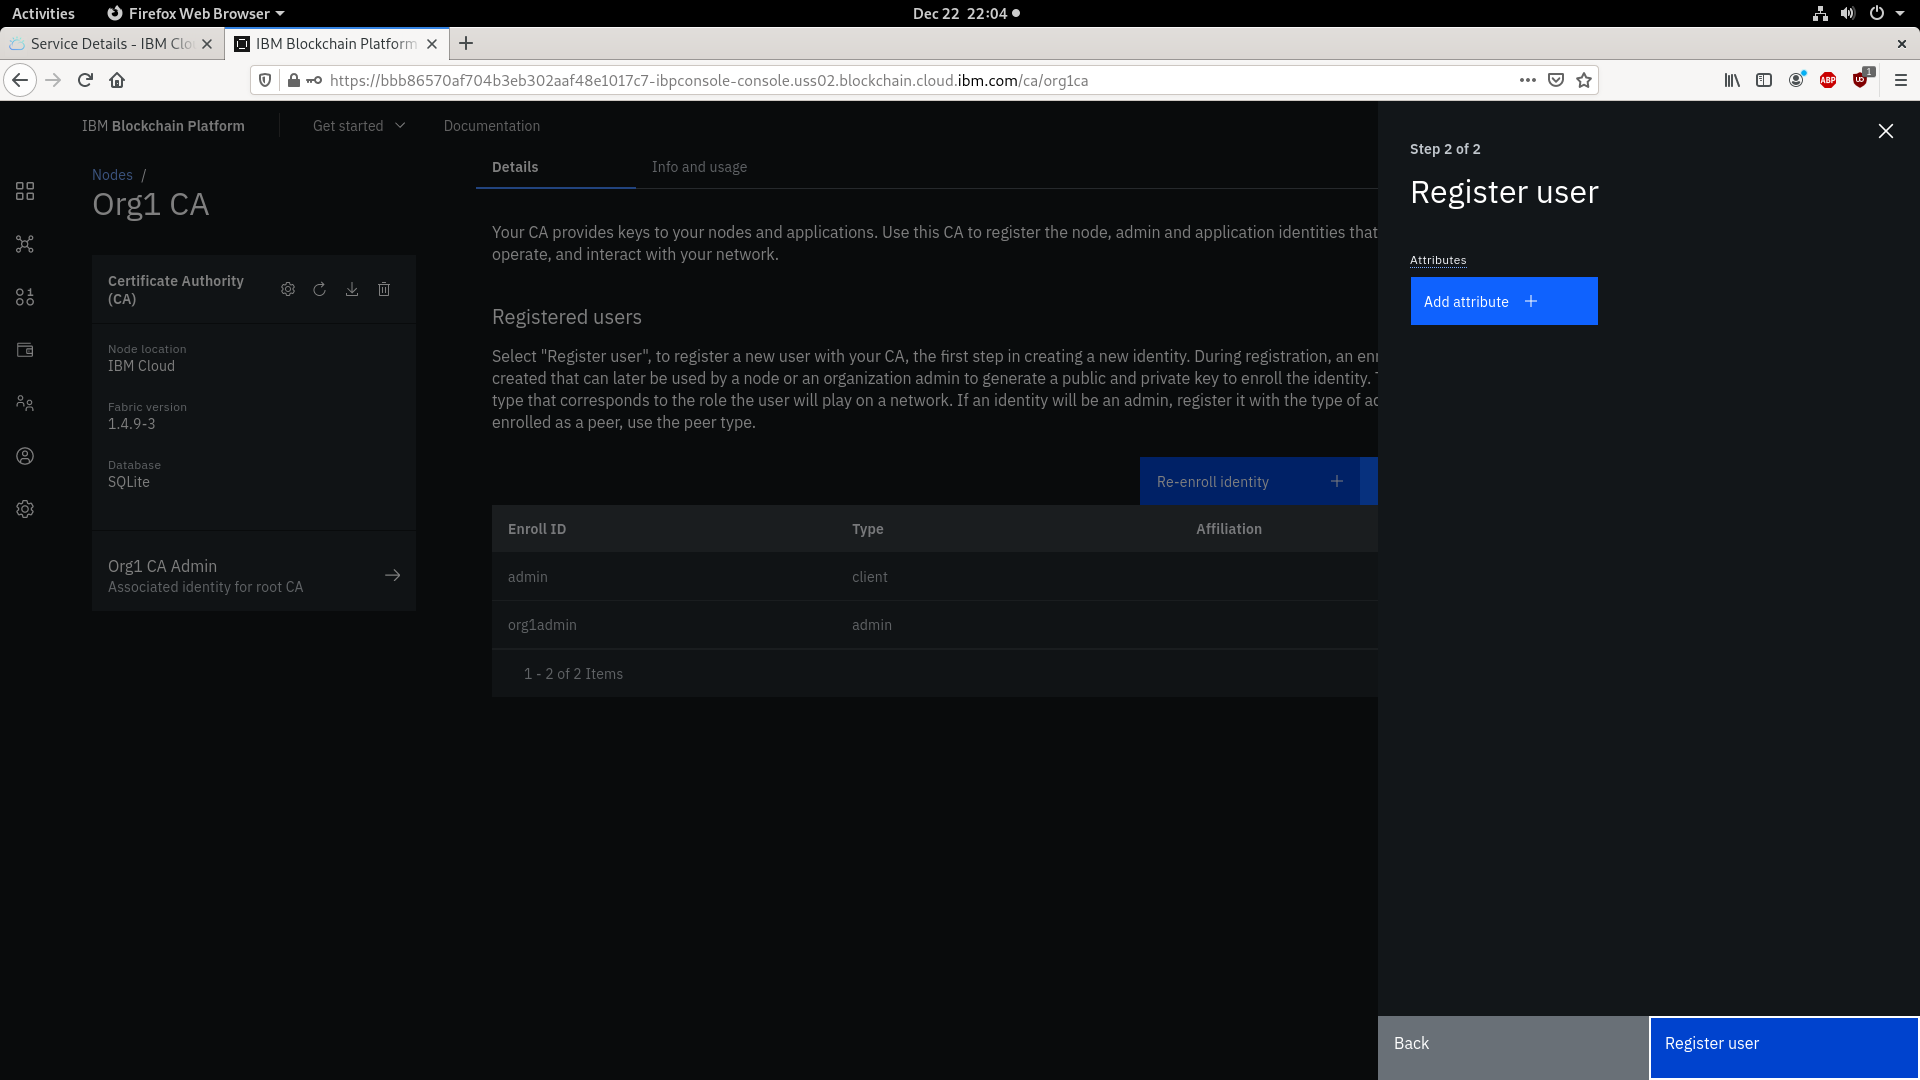 Activities
Firefox Web Browser
Dec 22 22:04
Service Details - IBM Clo
IBM Blockchain Platform
https://bbb86570af704b3eb302aaf48e1017c7-ibpconsole-console.uss02.blockchain.cloud.ibm.com/ca/org1ca
ABP
1
IBM Blockchain Platform
Get started
Documentation
Nodes /
Org1 CA
Certificate Authority
(CA)
Node location
IBM Cloud
Fabric version
1.4.9-3
Database
SQLite
Org1 CA Admin
Associated identity for root CA
Details
Info and usage
Your CA provides keys to your nodes and applications. Use this CA to register the node, admin and application identities that
operate, and interact with your network.
Registered users
Select "Register user", to register a new user with your CA, the first step in creating a new identity. During registration, an enr
created that can later be used by a node or an organization admin to generate a public and private key to enroll the identity.
type that corresponds to the role the user will play on a network. If an identity will be an admin, register it with the type of ad
enrolled as a peer, use the peer type.
Re-enroll identity
Enroll ID
Type
Affiliation
admin
client
org1admin
admin
1 - 2 of 2 Items
Step 2 of 2
Register user
Attributes
Add attribute
Back
Register user